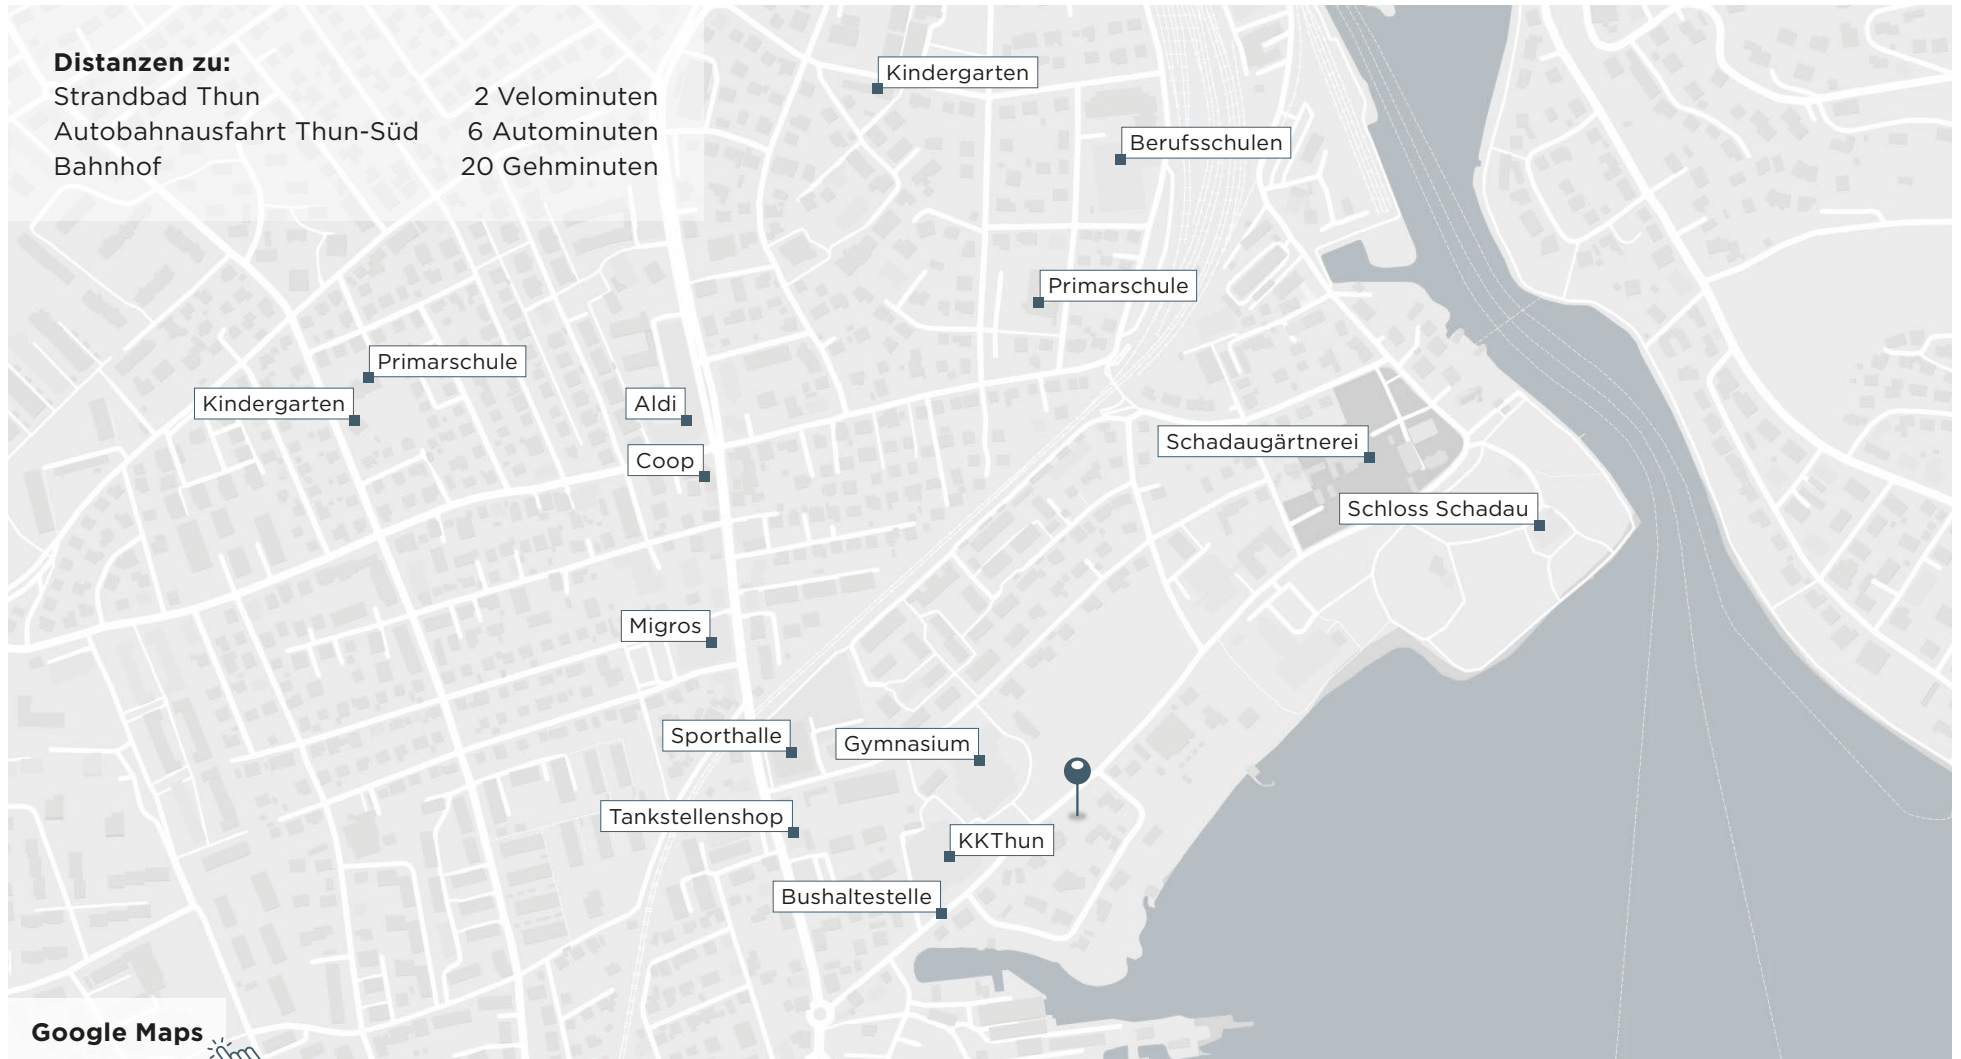 Distanzen zu:
Strandbad Thun 2 Velominuten
Autobahnausfahrt Thun-Süd 6 Autominuten
Bahnhof 20 Gehminuten
Kindergarten
Berufsschulen
Primarschule
Primarschule
Kindergarten
Aldi
Schadaugärtnerei
Coop
Schloss Schadau
Migros
Sporthalle
Gymnasium
Tankstellenshop
KKThun
Bushaltestelle
Google Maps